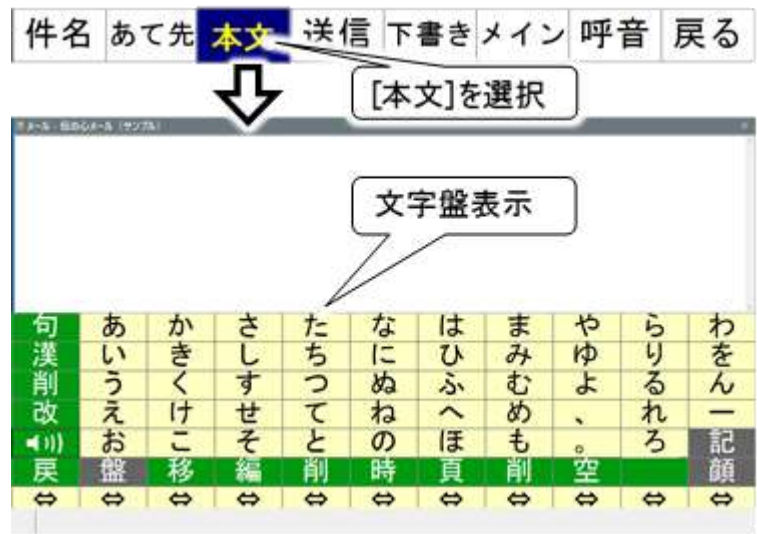 件名 あて先 本文 送信 下書き メイン 呼音 戻る
[本文]を選択
文字盤表示
句 あ か さ た な は ま や ら わ
漢 い き し ち に ひ み ゆ り を
削 う く す つ ぬ ふ む よ る ん
改 え け せ て ね へ め 、 れ ー
お こ そ と の ほ も 。 ろ 記
戻 盤 移 編 削 時 頁 削 空 顔
⇔ ⇔ ⇔ ⇔ ⇔ ⇔ ⇔ ⇔ ⇔ ⇔ ⇔